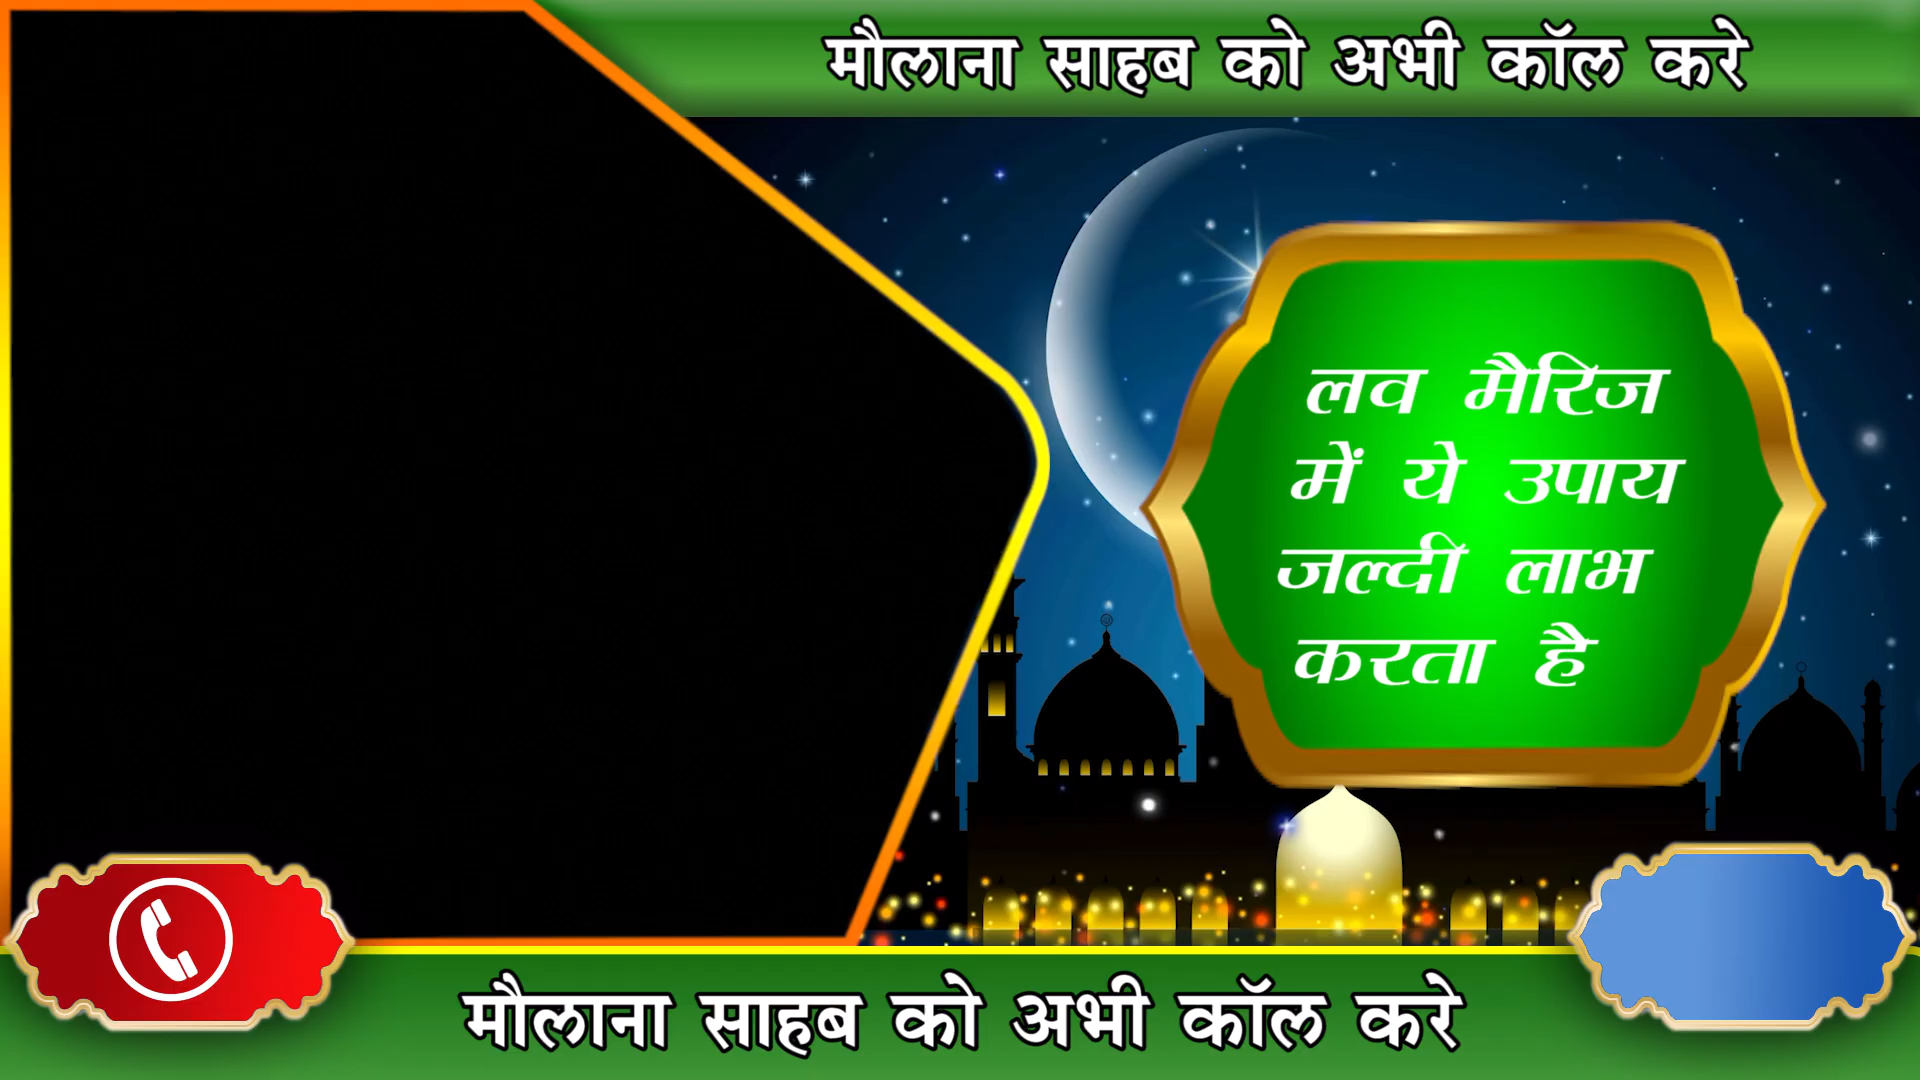 मौलाना साहब को अभी कॉल करे
लव मैरिज
में ये उपाय
जल्दी लाभ
करता है
मौलाना साहब को अभी कॉल करे